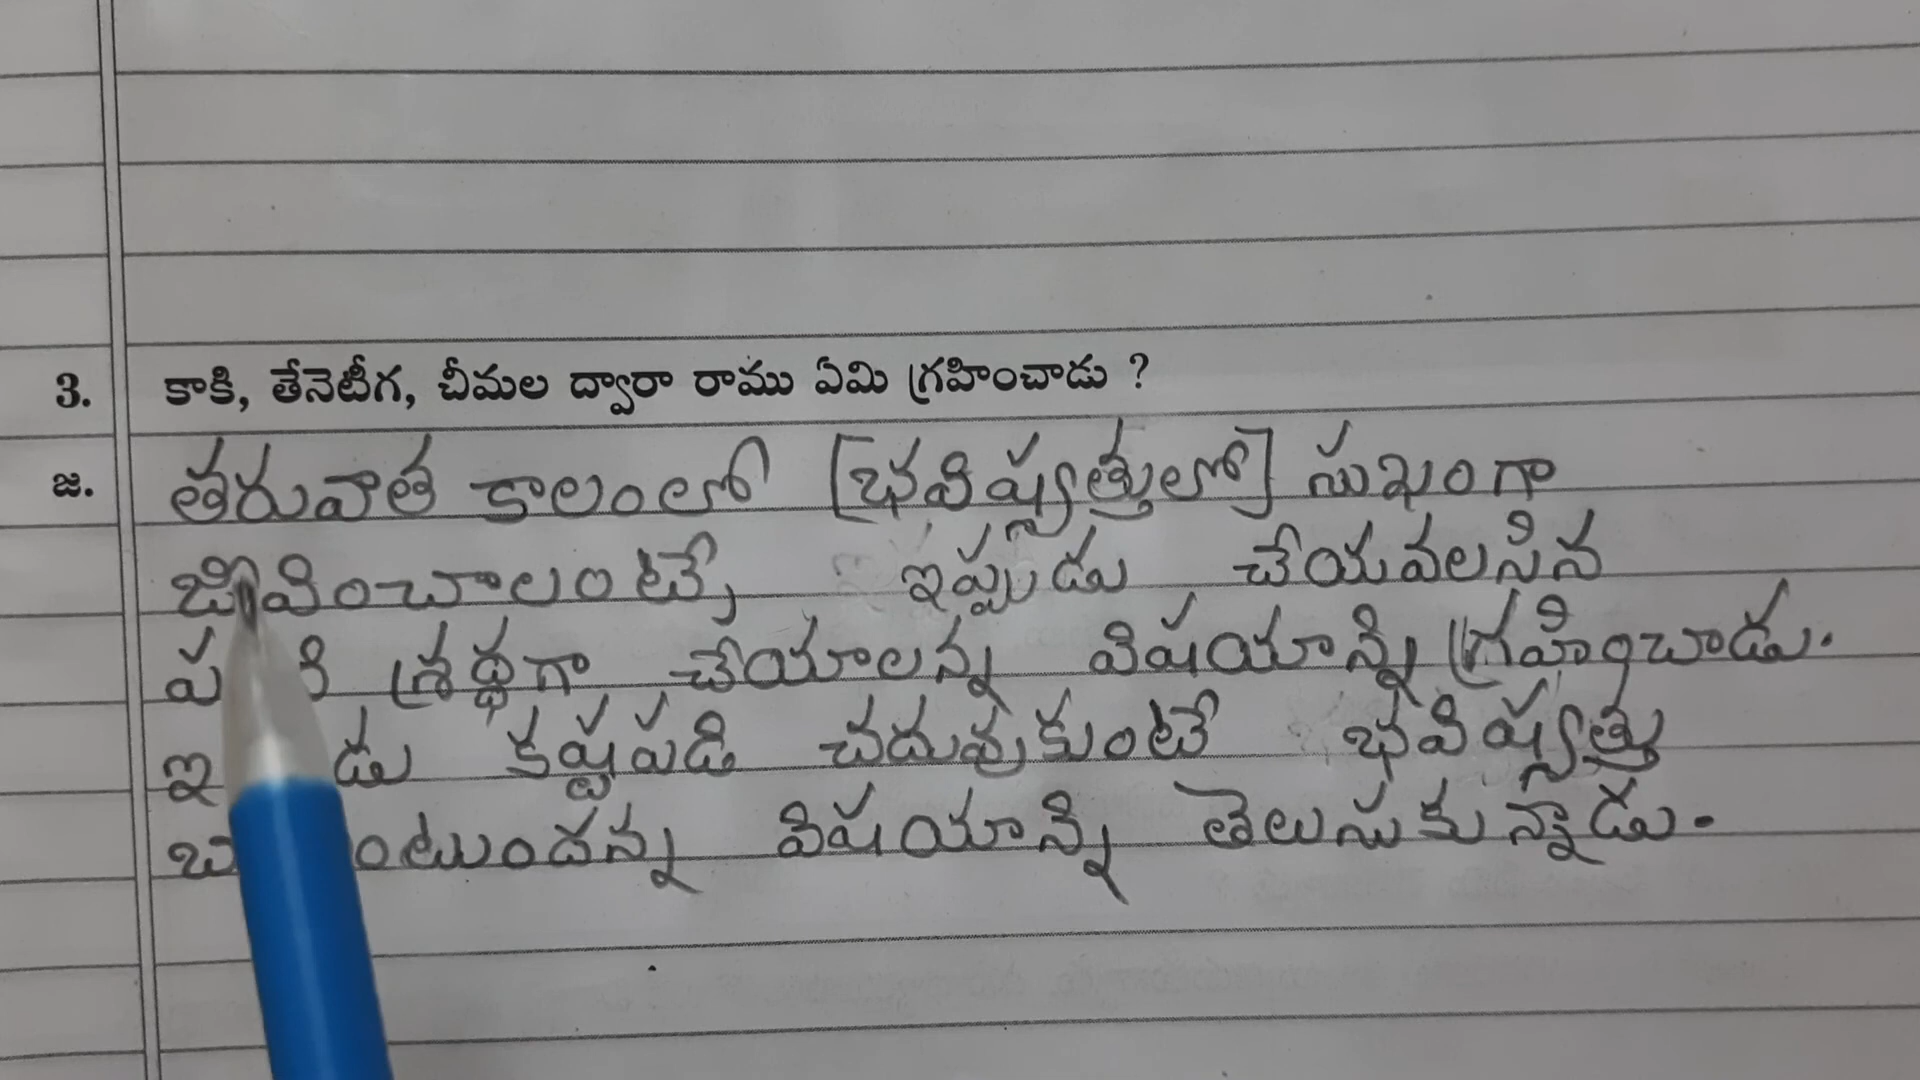 3. కాకి, తేనెటీగ, చీమల ద్వారా రాము ఏమి గ్రహించాడు ?
జ. తరువాత కాలంలో [భవిష్యత్తులో] సుఖంగా
జీవించాలంటే, ఇప్పుడు చేయవలసిన
శ్రద్ధగా చేయాలన్న విషయాన్ని గ్రహించాడు.
కష్టపడి చదువుకుంటే భవిష్యత్తు
విషయాన్ని తెలుసుకున్నాడు.